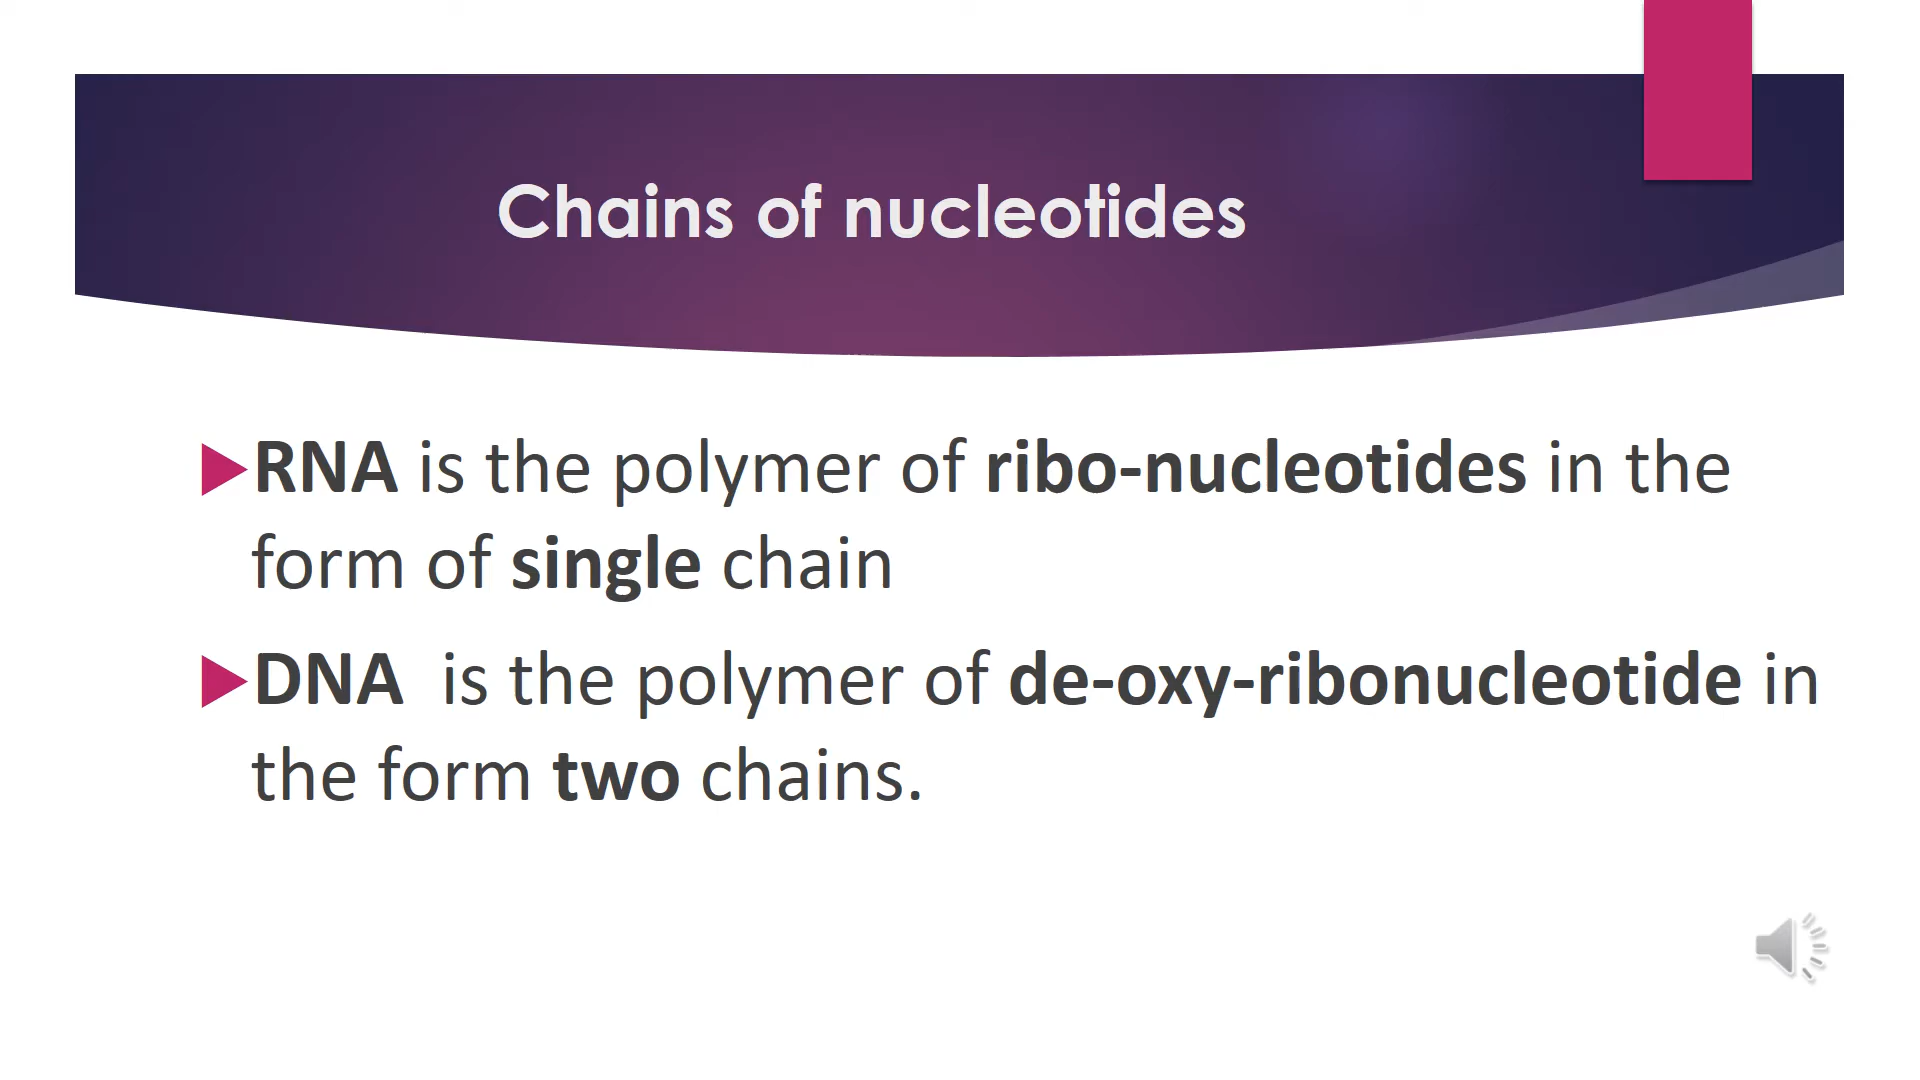 Chains of nucleotides
RNA is the polymer of ribo-nucleotides in the
form of single chain
DNA is the polymer of de-oxy-ribonucleotide in
the form two chains.